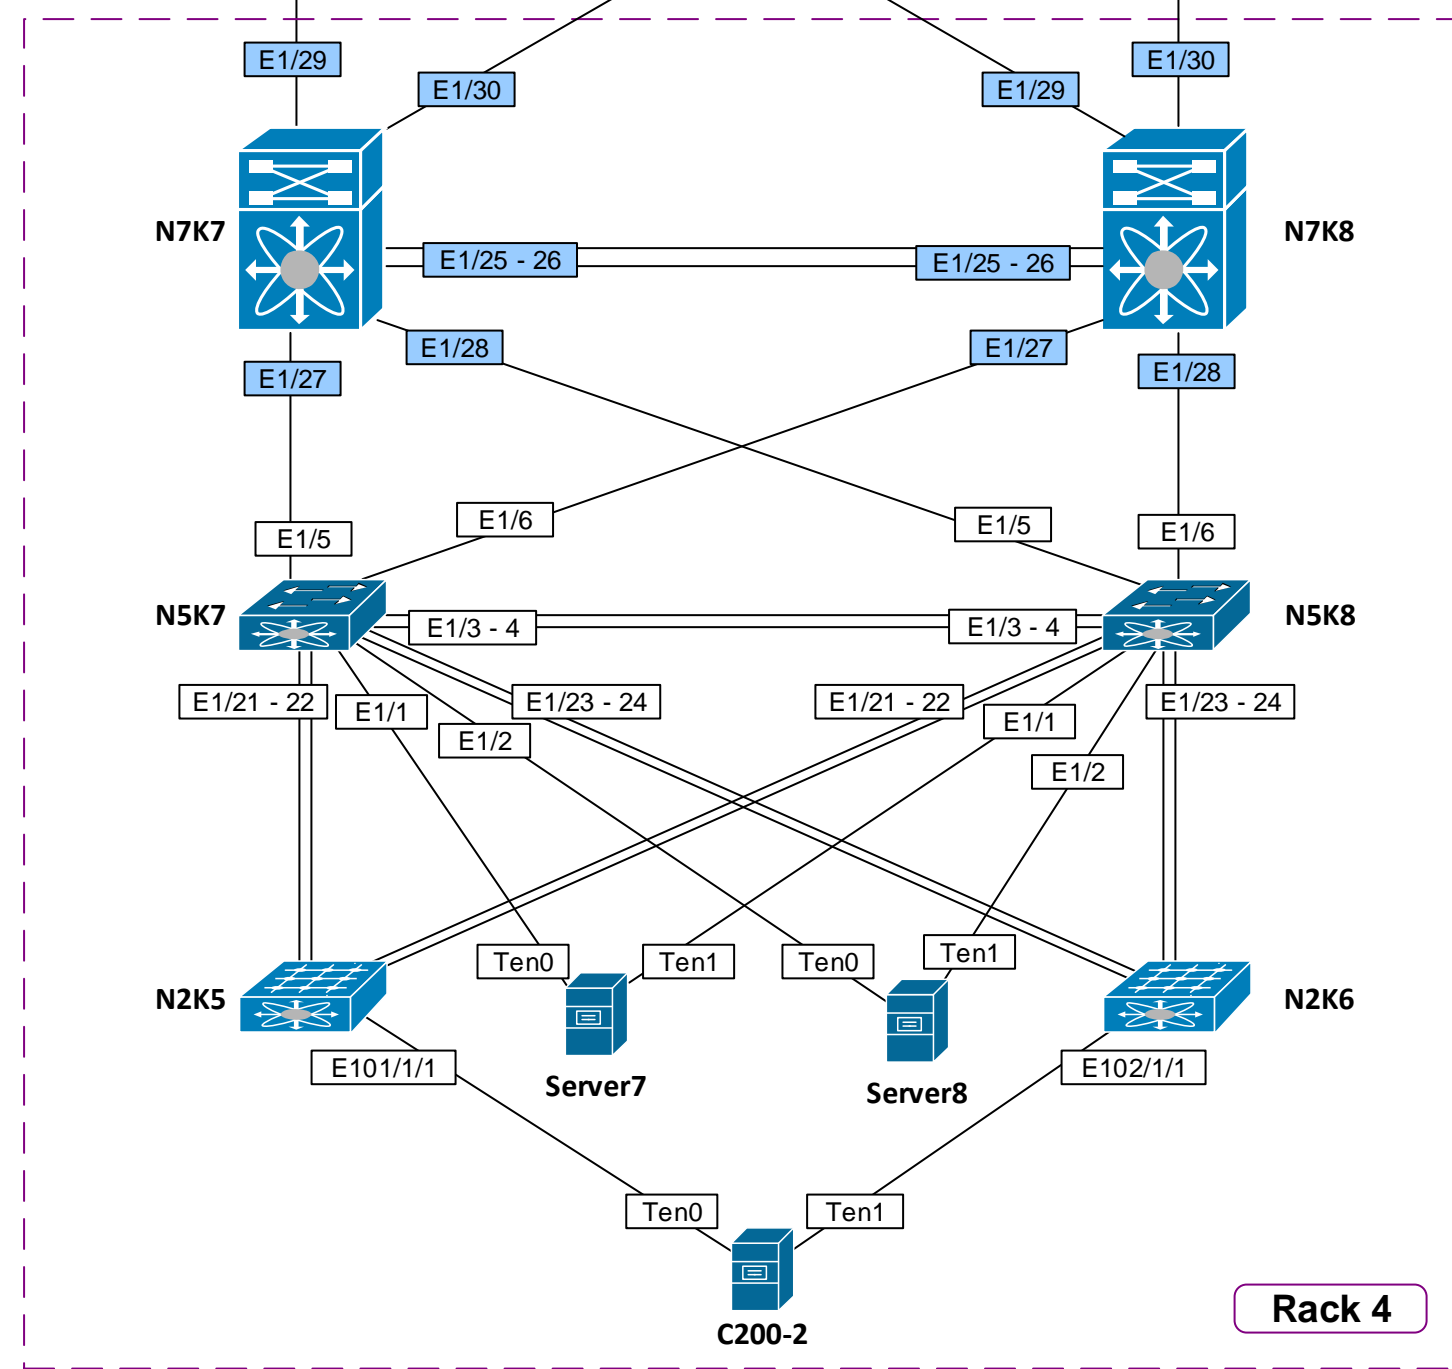 E1/29
E1/30
E1/30
E1/29
N7K7
N7K8
E1/25 - 26
E1/25 - 26
E1/28
E1/27
E1/27
E1/28
E1/5
E1/6
E1/5
E1/6
N5K7
N5K8
E1/3 - 4
E1/3 - 4
E1/21 - 22
E1/1
E1/23 - 24
E1/21 - 22
E1/1
E1/23 - 24
E1/2
E1/2
Ten0
Ten1
Ten0
Ten1
N2K5
N2K6
E101/1/1
Server7
Server8
E102/1/1
Ten0
Ten1
C200-2
Rack 4